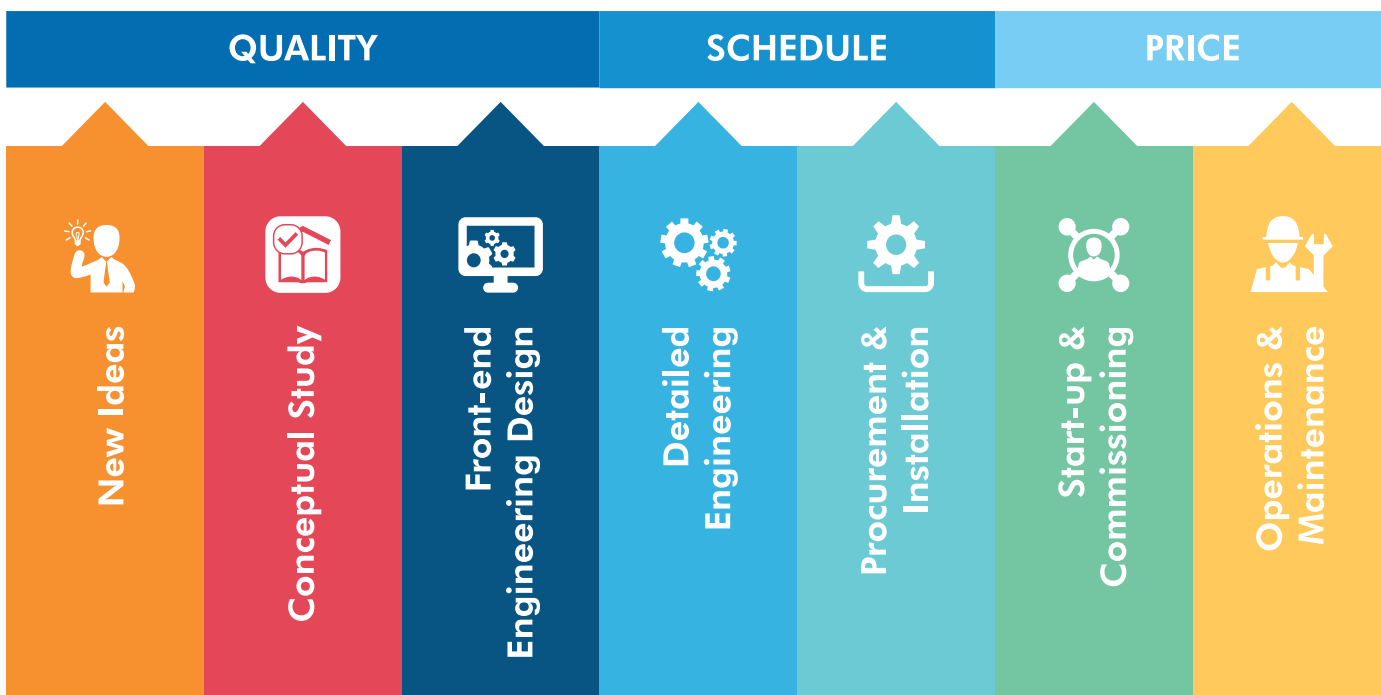 QUALITY
SCHEDULE
PRICE
New Ideas
Conceptual Study
Front-end
Engineering Design
Detailed
Engineering
Procurement &
Installation
Start-up &
Commissioning
Operations &
Maintenance